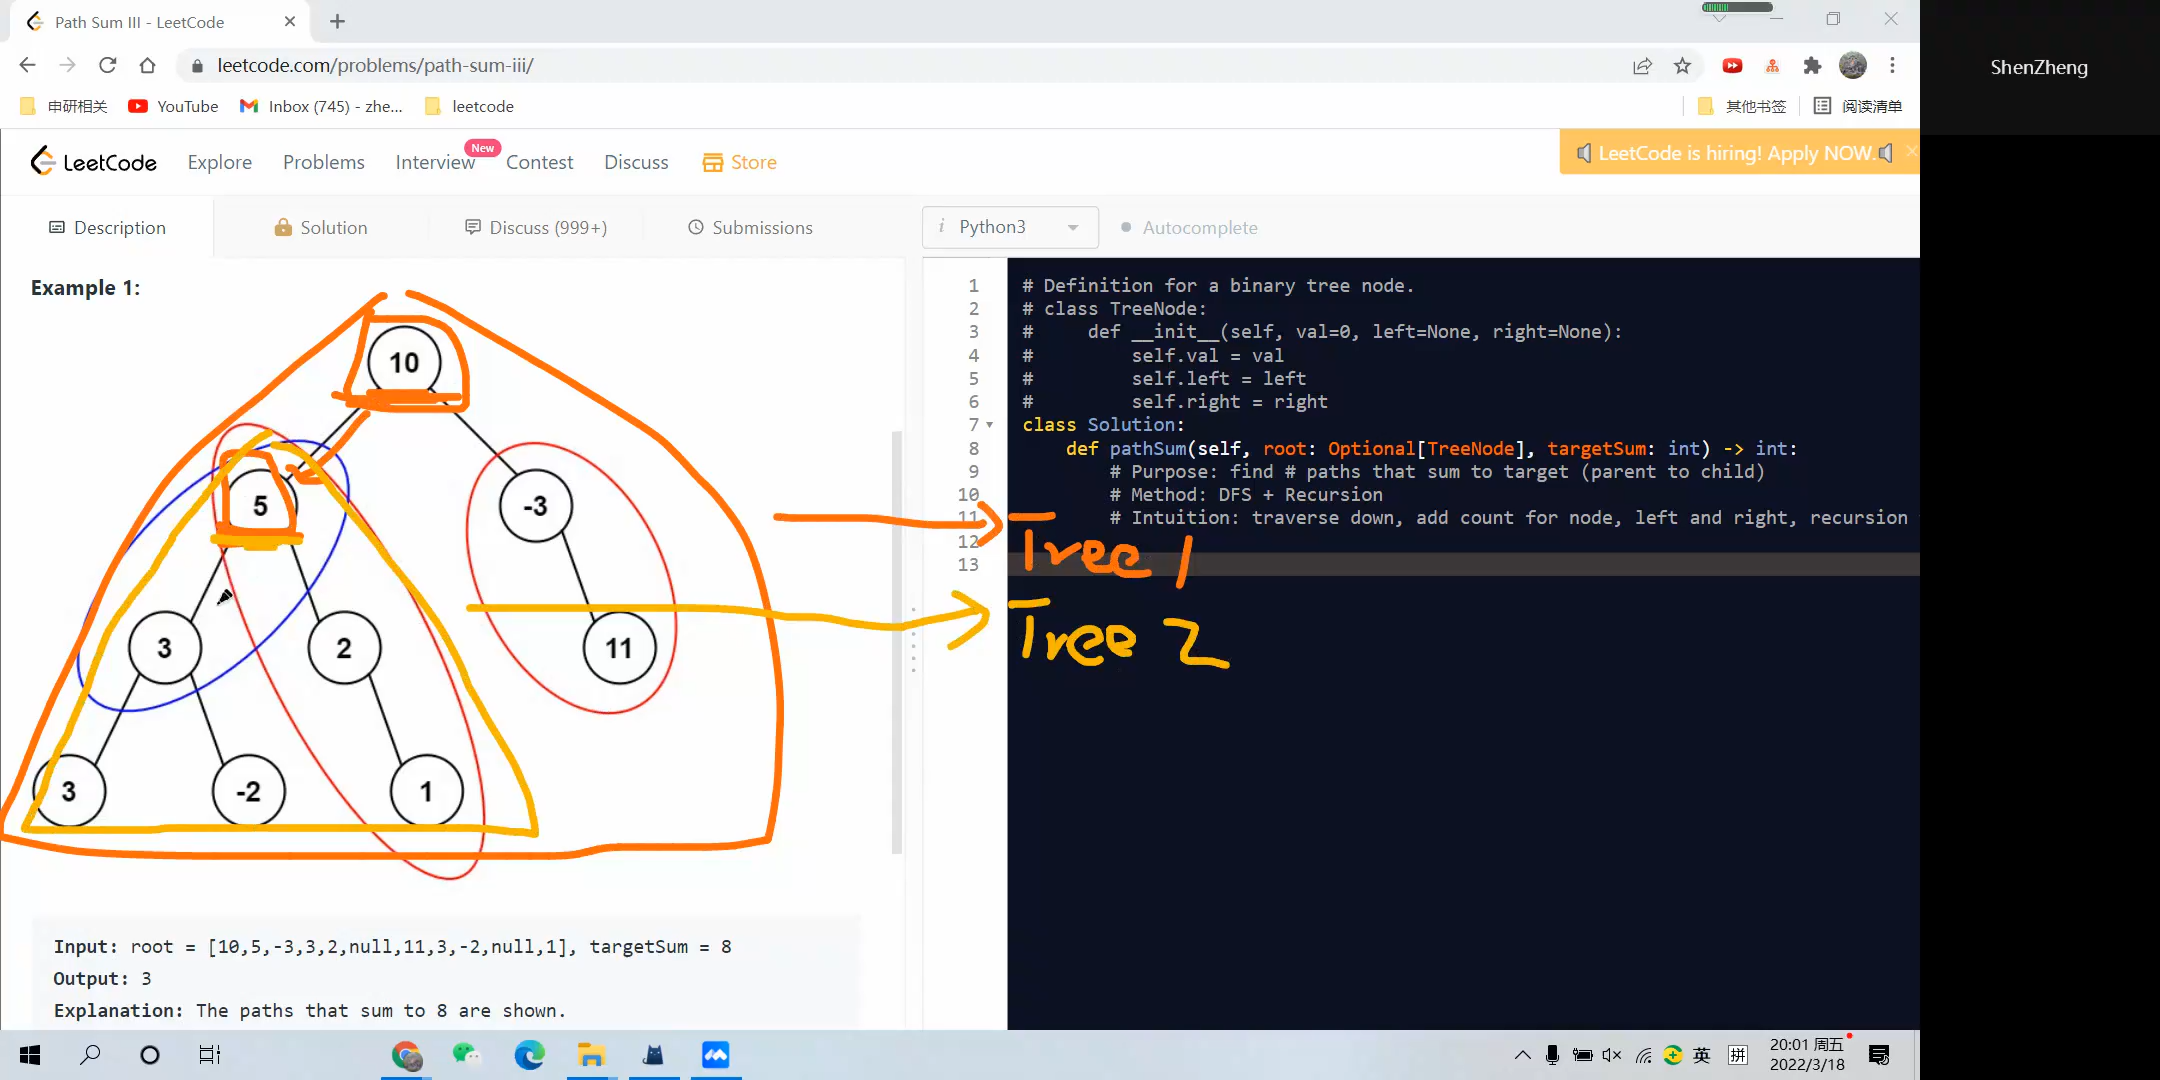 Path Sum III - LeetCode
leetcode.com/problems/path-sum-iii/
申研相关 YouTube Inbox (745) - zhe... leetcode 其他书签 阅读清单
ShenZheng
LeetCode Explore Problems Interview New Contest Discuss Store
LeetCode is hiring! Apply NOW.
Description Solution Discuss (999+) Submissions
i Python3 Autocomplete
Example 1:
10
5
-3
3
2
11
3
-2
1
Input: root = [10,5,-3,3,2,null,11,3,-2,null,1], targetSum = 8
Output: 3
Explanation: The paths that sum to 8 are shown.
1 # Definition for a binary tree node.
2 # class TreeNode:
3 #     def __init__(self, val=0, left=None, right=None):
4 #         self.val = val
5 #         self.left = left
6 #         self.right = right
7 class Solution:
8     def pathSum(self, root: Optional[TreeNode], targetSum: int) -> int:
9         # Purpose: find # paths that sum to target (parent to child)
10         # Method: DFS + Recursion
11         # Intuition: traverse down, add count for node, left and right, recursion
12
13
Tree 1
Tree 2
英 拼 20:01 周五
2022/3/18